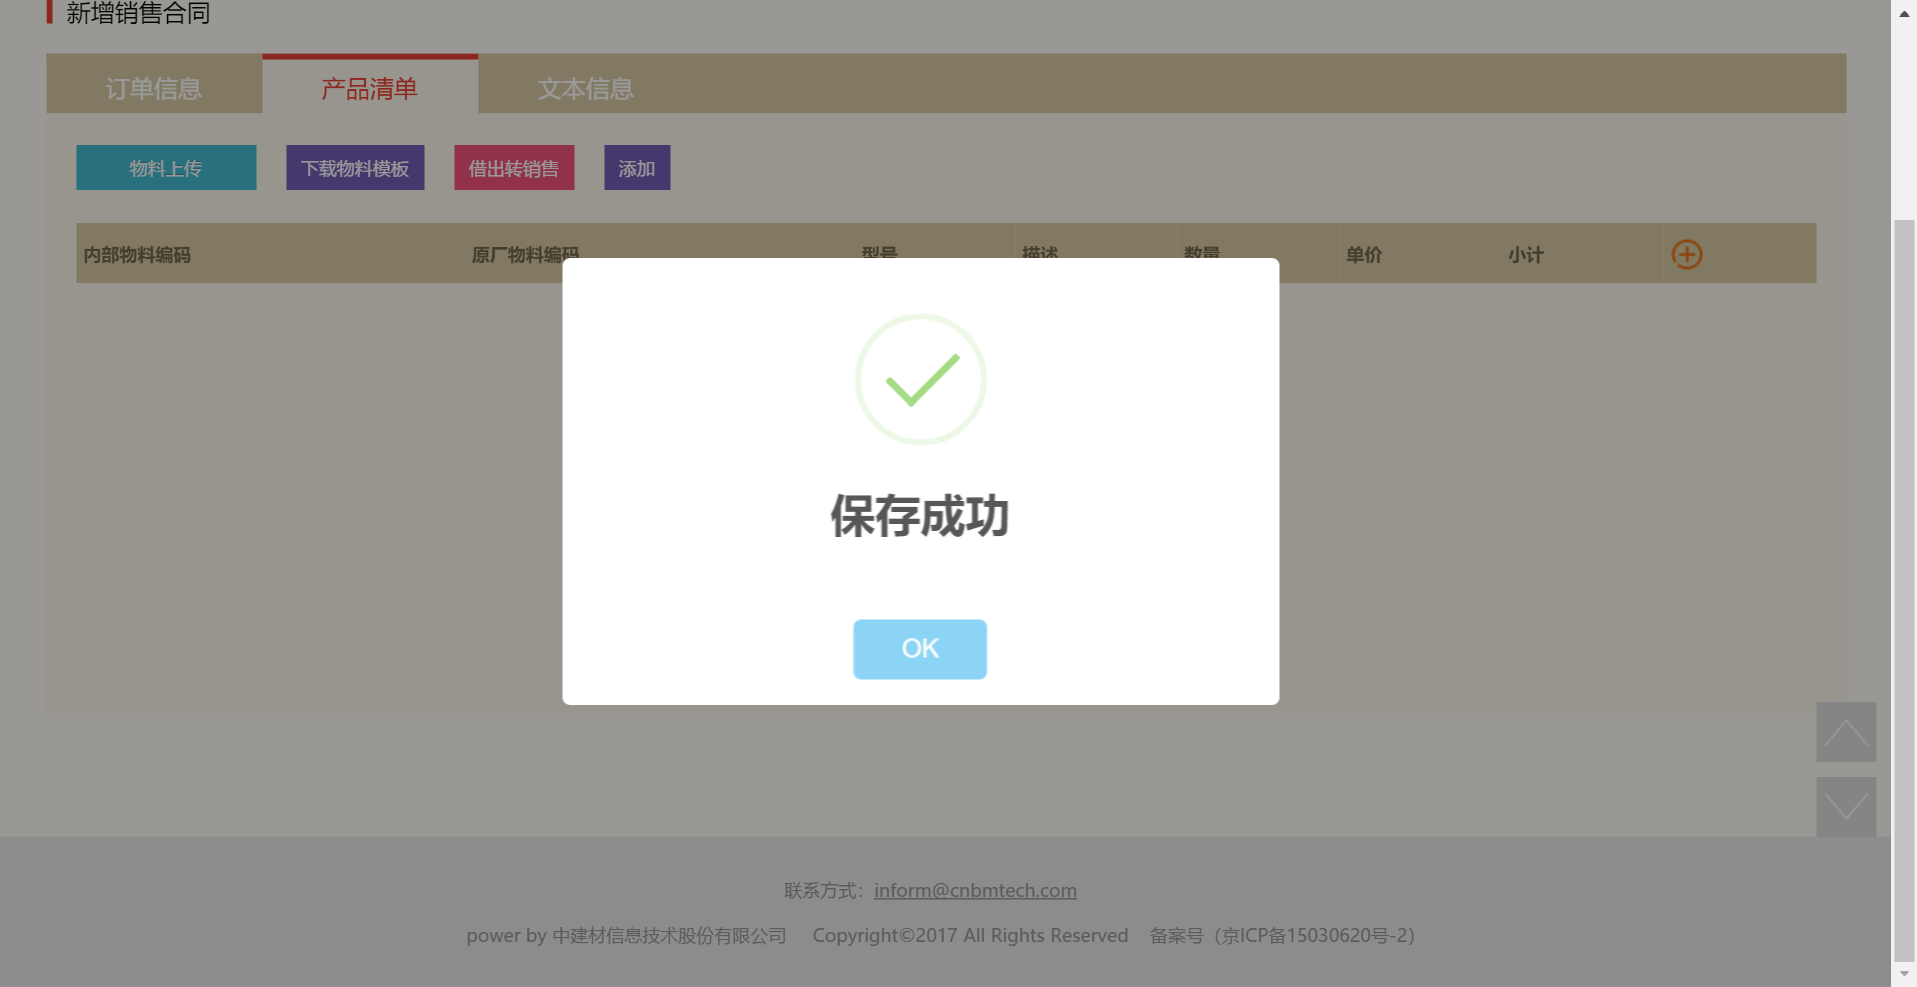 新增销售合同
订单信息 产品清单 文本信息
物料上传 下载物料模板 借出转销售 添加
内部物料编码 原厂物料编码 型号 描述 数量 单价 小计
保存成功
OK
联系方式：inform@cnbmtech.com
power by 中建材信息技术股份有限公司 Copyright©2017 All Rights Reserved 备案号（京ICP备15030620号-2）